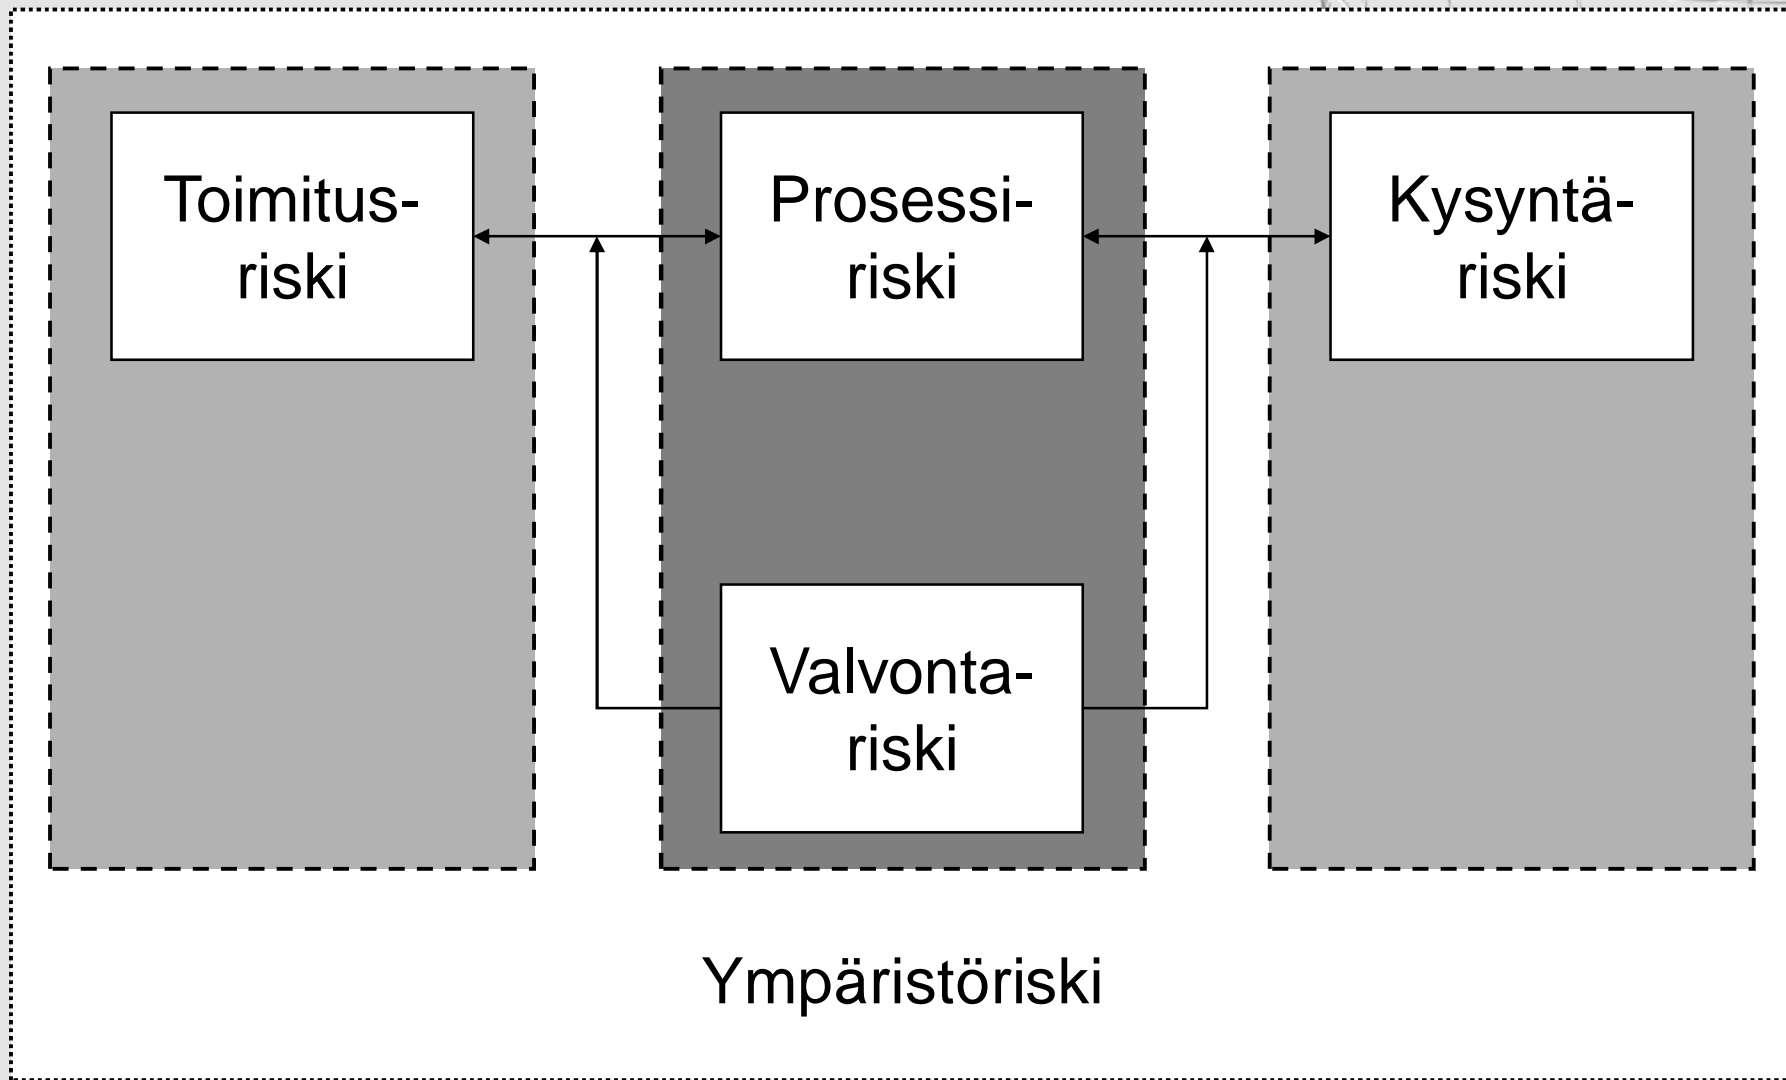 Toimitus-
riski
Prosessi-
riski
Kysyntä-
riski
Valvonta-
riski
Ympäristöriski